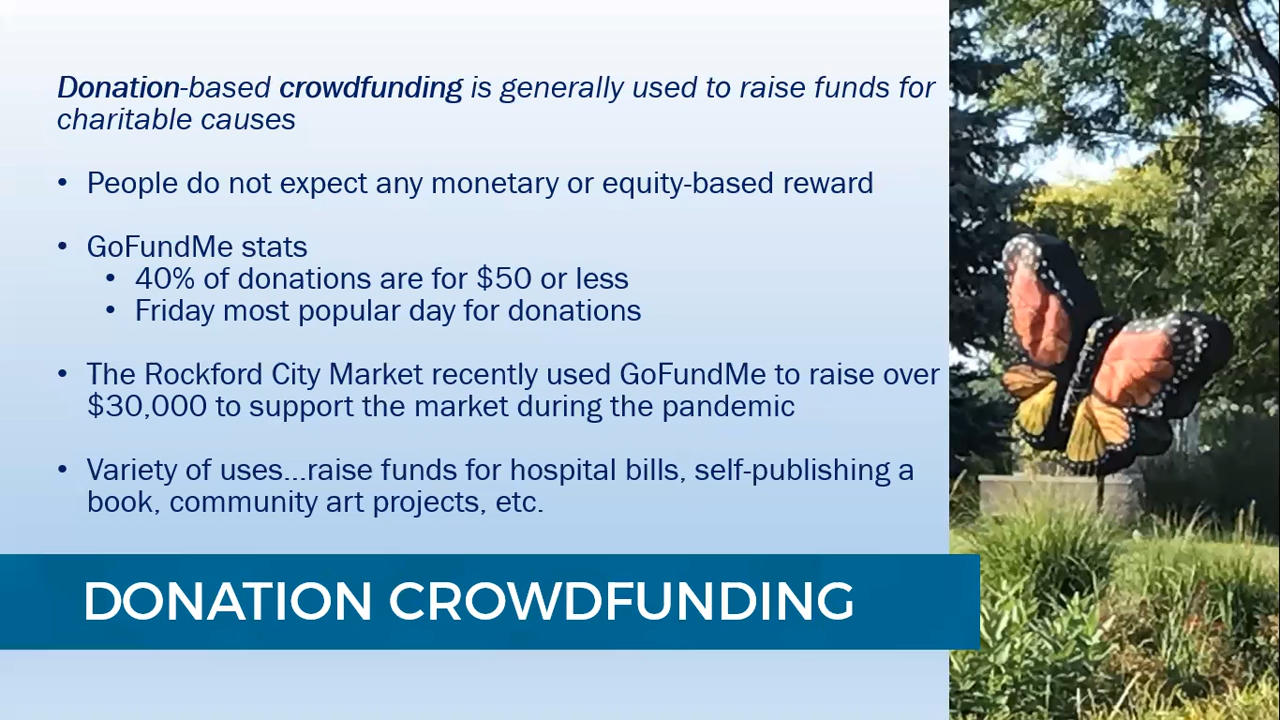 Donation-based crowdfunding is generally used to raise funds for
charitable causes
• People do not expect any monetary or equity-based reward
• GoFundMe stats
• 40% of donations are for $50 or less
• Friday most popular day for donations
• The Rockford City Market recently used GoFundMe to raise over
$30,000 to support the market during the pandemic
• Variety of uses...raise funds for hospital bills, self-publishing a
book, community art projects, etc.
DONATION CROWDFUNDING